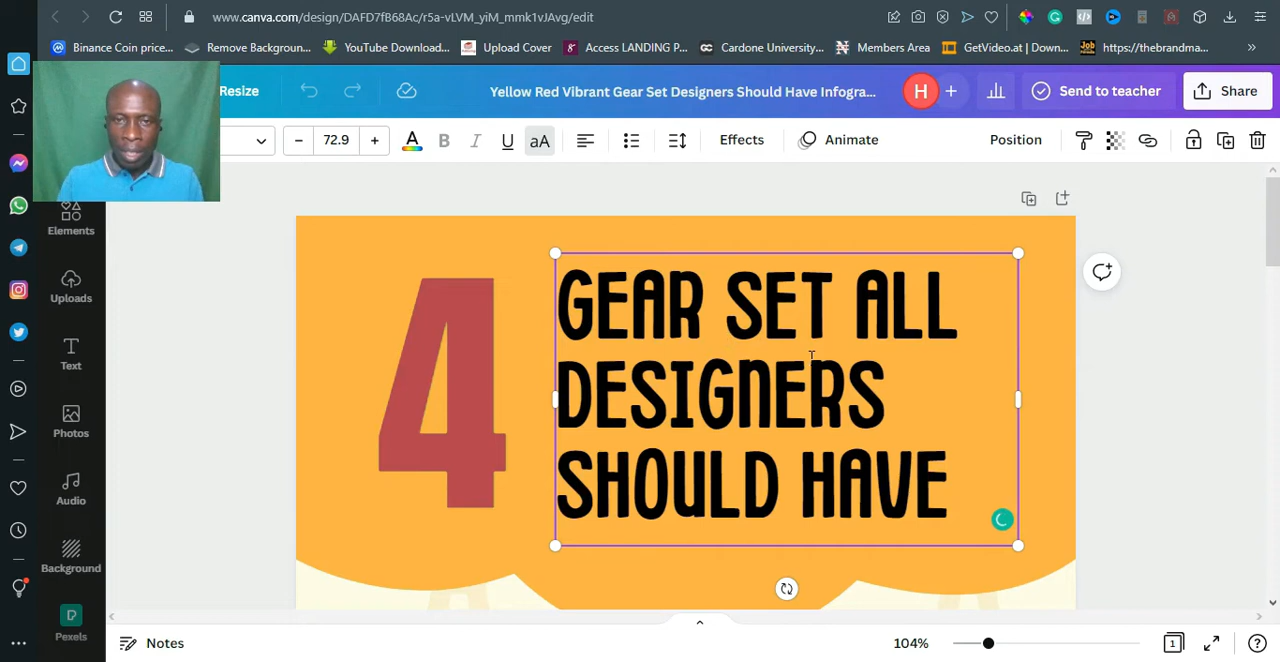 www.canva.com/design/DAFD7fB68Ac/r5a-vLVM_yiM_mmk1vJAvg/edit
Binance Coin price...
Remove Backgroun...
YouTube Download...
Upload Cover
Access LANDING P...
Cardone University...
Members Area
GetVideo.at | Down...
https://thebrandma...
Resize
Yellow Red Vibrant Gear Set Designers Should Have Infogra...
H
Send to teacher
Share
72.9
A
B
I
U
aA
Effects
Animate
Position
Elements
Uploads
Text
Photos
Audio
Background
Pexels
4
GEAR SET ALL
DESIGNERS
SHOULD HAVE
Notes
104%
1